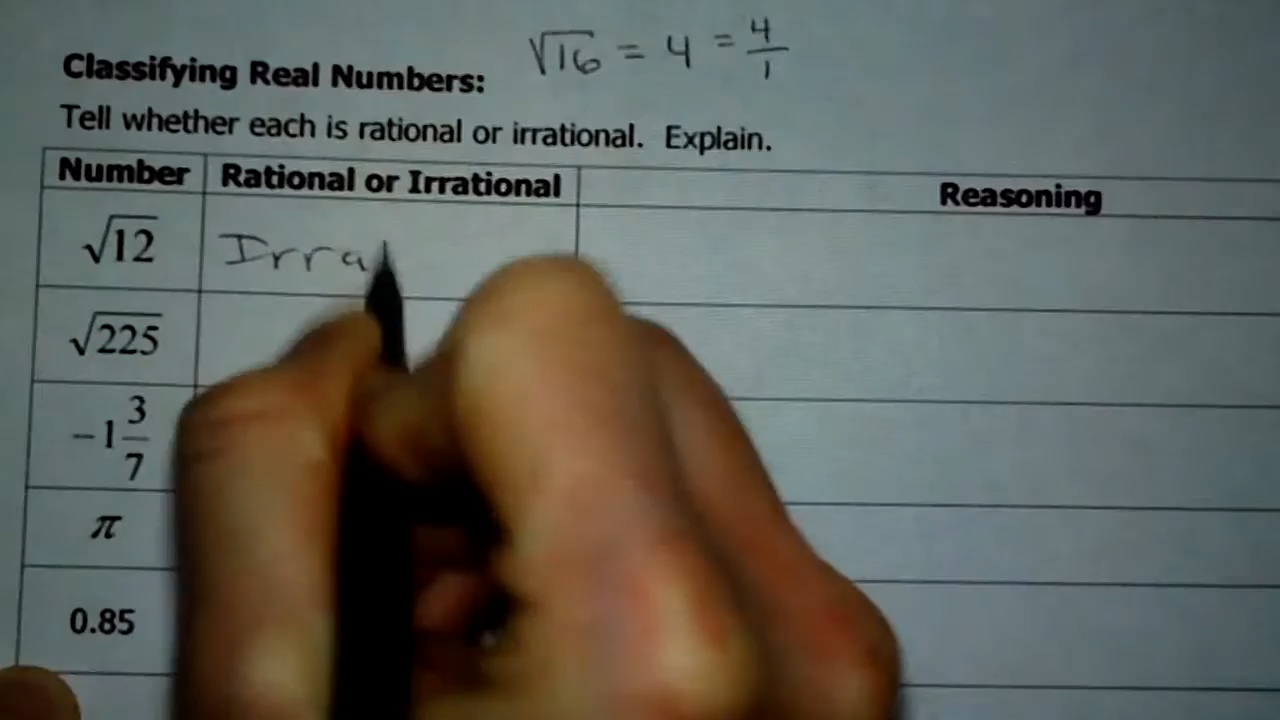 √16 = 4 = 4/1
Classifying Real Numbers:
Tell whether each is rational or irrational. Explain.
Number Rational or Irrational Reasoning
√12 Irra
√225
-1 3/7
π
0.85